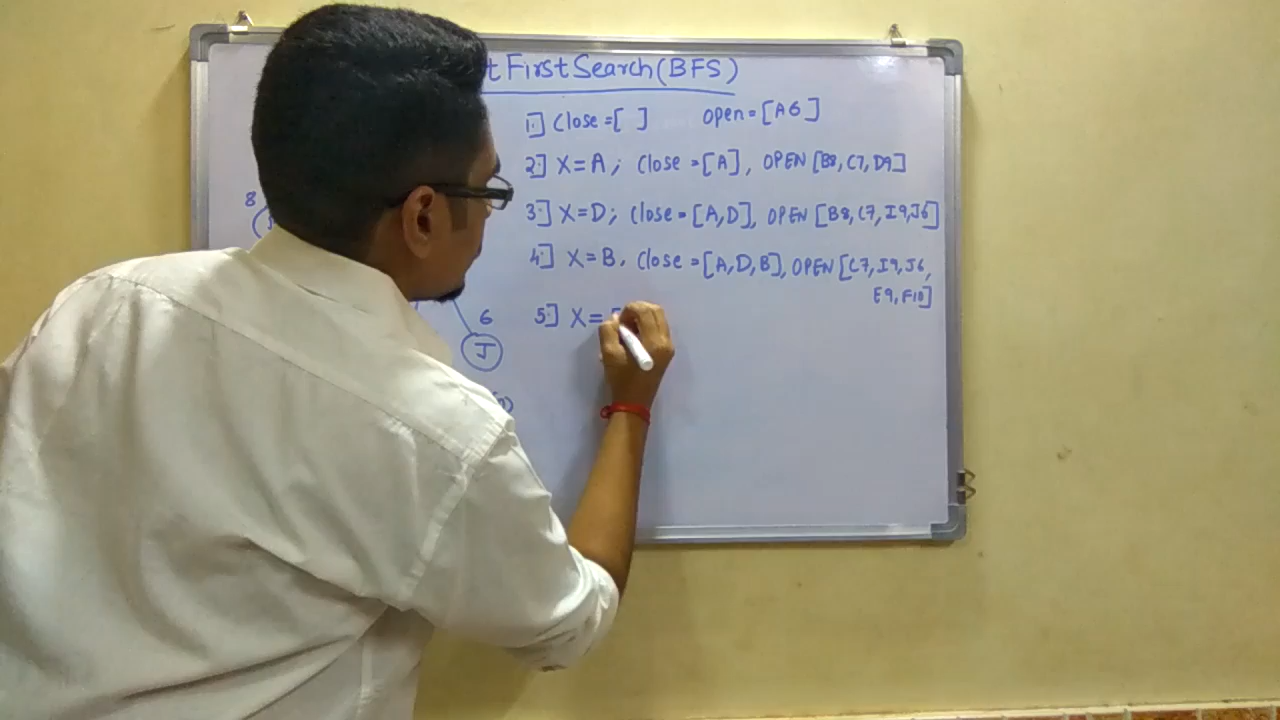 t First Search (BFS)
1] Close = [ ] Open = [A6]
2] X = A; Close = [A], OPEN [B8, C7, D9]
3] X = D; Close = [A, D], OPEN [B8, C7, I9, J6]
4] X = B. Close = [A, D, B], OPEN [C7, I9, J6,
E9, F10]
8
6
5] X =
J